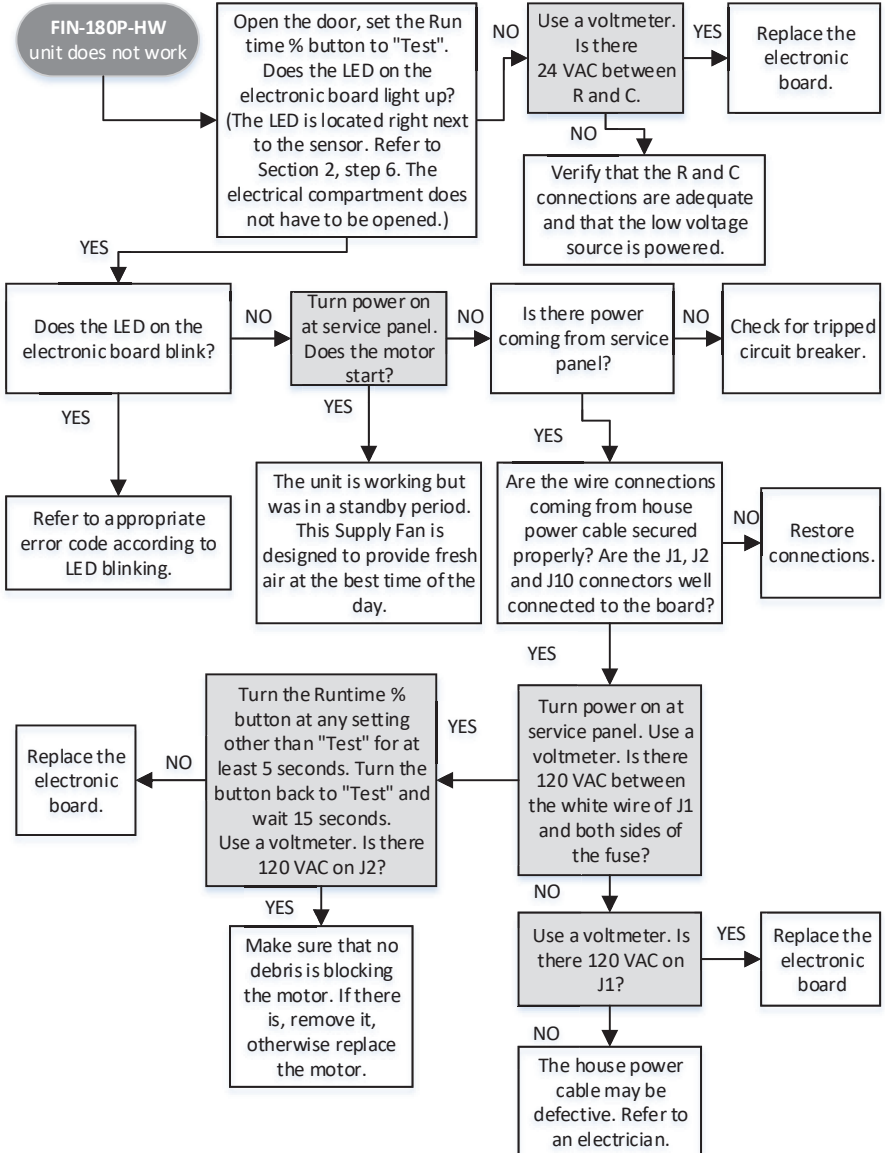 FIN-180P-HW
unit does not work
Open the door, set the Run
time % button to "Test".
Does the LED on the
electronic board light up?
(The LED is located right next
to the sensor. Refer to
Section 2, step 6. The
electrical compartment does
not have to be opened.)
NO
Use a voltmeter.
Is there
24 VAC between
R and C.
YES
Replace the
electronic
board.
NO
Verify that the R and C
connections are adequate
and that the low voltage
source is powered.
YES
Does the LED on the
electronic board blink?
NO
Turn power on
at service panel.
Does the motor
start?
NO
Is there power
coming from service
panel?
NO
Check for tripped
circuit breaker.
YES
YES
YES
Refer to appropriate
error code according to
LED blinking.
The unit is working but
was in a standby period.
This Supply Fan is
designed to provide fresh
air at the best time of the
day.
Are the wire connections
coming from house
power cable secured
properly? Are the J1, J2
and J10 connectors well
connected to the board?
NO
Restore
connections.
YES
Turn power on at
service panel. Use a
voltmeter. Is there
120 VAC between
the white wire of J1
and both sides of
the fuse?
YES
Turn the Runtime %
button at any setting
other than "Test" for at
least 5 seconds. Turn the
button back to "Test" and
wait 15 seconds.
Use a voltmeter. Is there
120 VAC on J2?
NO
Replace the
electronic
board.
YES
Make sure that no
debris is blocking
the motor. If there
is, remove it,
otherwise replace
the motor.
NO
Use a voltmeter. Is
there 120 VAC on
J1?
YES
Replace the
electronic
board
NO
The house power
cable may be
defective. Refer to
an electrician.